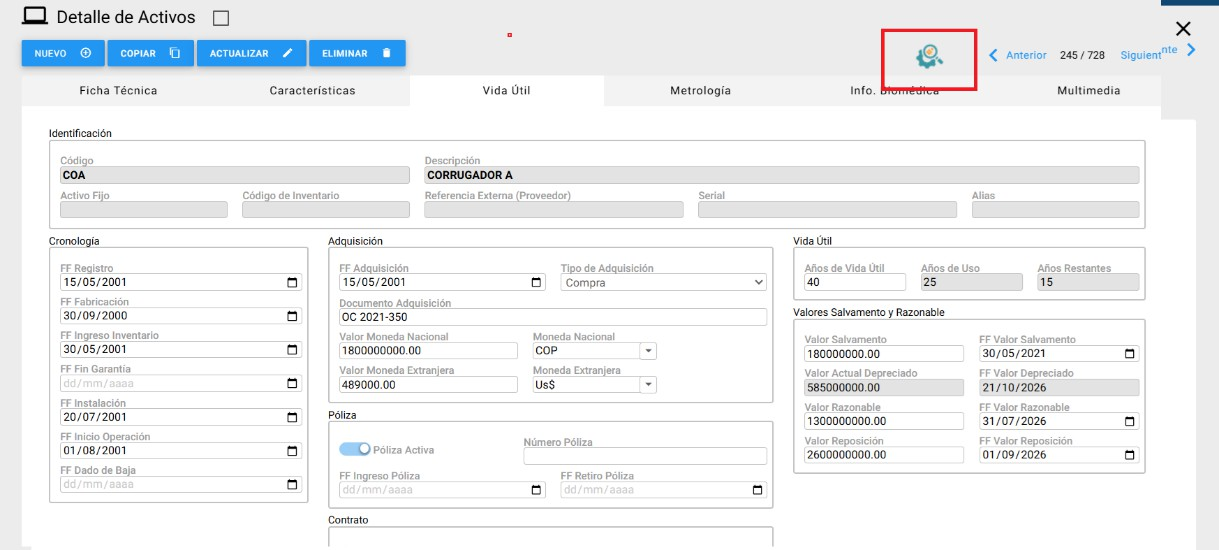 Detalle de Activos
NUEVO COPIAR ACTUALIZAR ELIMINAR
Anterior 245 / 728 Siguient nte
Ficha Técnica Características Vida Útil Metrología Info. Biomédica Multimedia
Identificación
Código Descripción
COA CORRUGADOR A
Activo Fijo Código de Inventario Referencia Externa (Proveedor) Serial Alias
Cronología
FF Registro
15/05/2001
FF Fabricación
30/09/2000
FF Ingreso Inventario
30/05/2001
FF Fin Garantía
dd/mm/aaaa
FF Instalación
20/07/2001
FF Inicio Operación
01/08/2001
FF Dado de Baja
dd/mm/aaaa
Adquisición
FF Adquisición Tipo de Adquisición
15/05/2001 Compra
Documento Adquisición
OC 2021-350
Valor Moneda Nacional Moneda Nacional
1800000000.00 COP
Valor Moneda Extranjera Moneda Extranjera
489000.00 Us$
Póliza
Póliza Activa Número Póliza
FF Ingreso Póliza FF Retiro Póliza
dd/mm/aaaa dd/mm/aaaa
Contrato
Vida Útil
Años de Vida Útil Años de Uso Años Restantes
40 25 15
Valores Salvamento y Razonable
Valor Salvamento FF Valor Salvamento
180000000.00 30/05/2021
Valor Actual Depreciado FF Valor Depreciado
585000000.00 21/10/2026
Valor Razonable FF Valor Razonable
1300000000.00 31/07/2026
Valor Reposición FF Valor Reposición
2600000000.00 01/09/2026